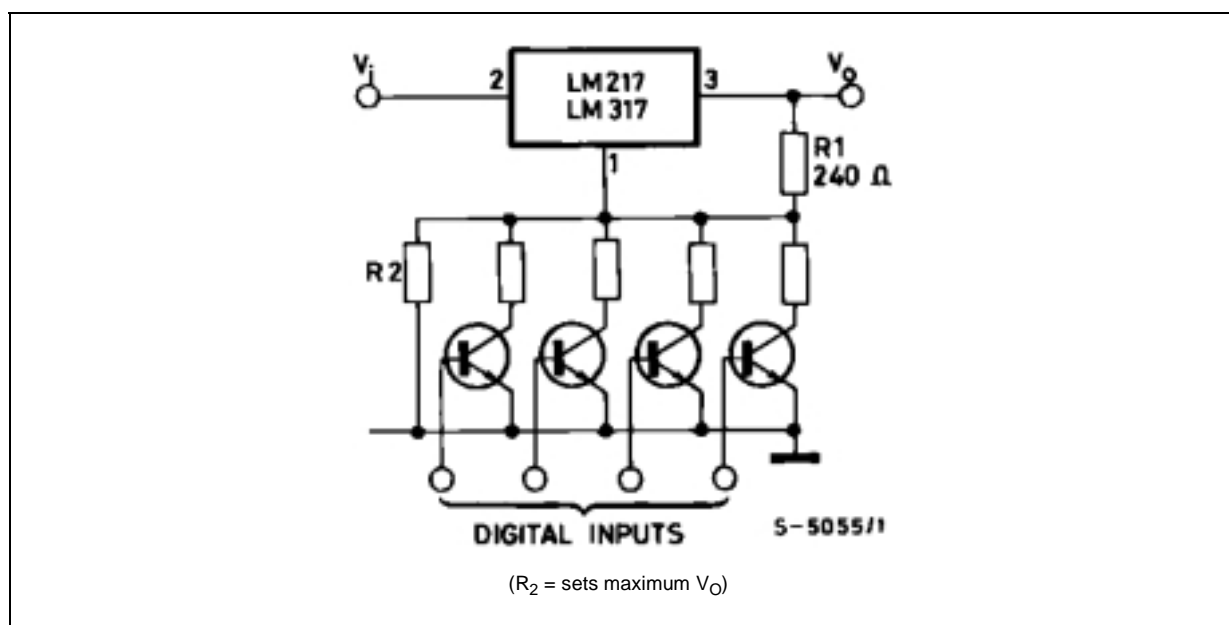 Vi
2
LM217
LM317
3
Vo
1
R1
240 Ω
R2
DIGITAL INPUTS
S-5055/1
(R2 = sets maximum VO)